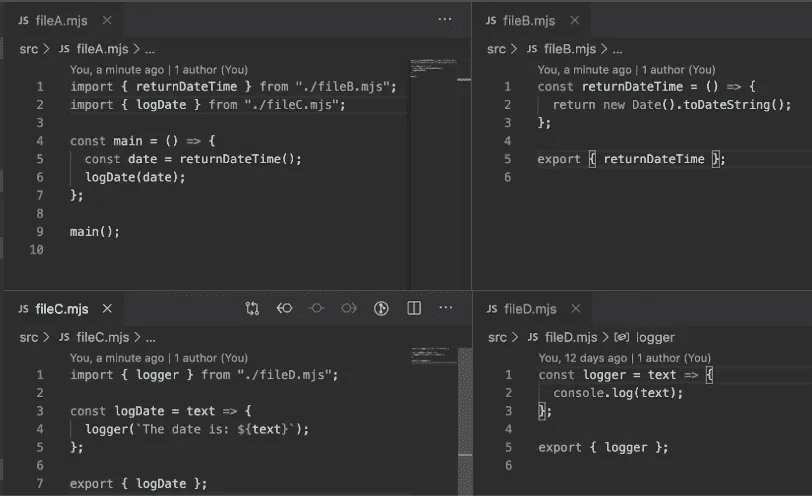 JS fileA.mjs ×
src > JS fileA.mjs > ...
You, a minute ago | 1 author (You)
1 import { returnDateTime } from "./fileB.mjs";
2 import { logDate } from "./fileC.mjs";
3
4 const main = () => {
5 const date = returnDateTime();
6 logDate(date);
7 };
8
9 main();
10
JS fileB.mjs ×
src > JS fileB.mjs > ...
You, a minute ago | 1 author (You)
1 const returnDateTime = () => {
2 return new Date().toDateString();
3 };
4
5 export { returnDateTime };
6
JS fileC.mjs ×
src > JS fileC.mjs > ...
You, a minute ago | 1 author (You)
1 import { logger } from "./fileD.mjs";
2
3 const logDate = text => {
4 logger(`The date is: ${text}`);
5 };
6
7 export { logDate };
JS fileD.mjs ×
src > JS fileD.mjs > logger
You, 12 days ago | 1 author (You)
1 const logger = text => {
2 console.log(text);
3 };
4
5 export { logger };
6